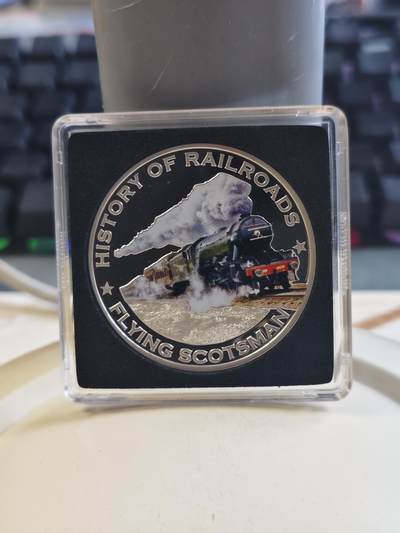 HISTORY OF RAILROADS
FLYING SCOTSMAN